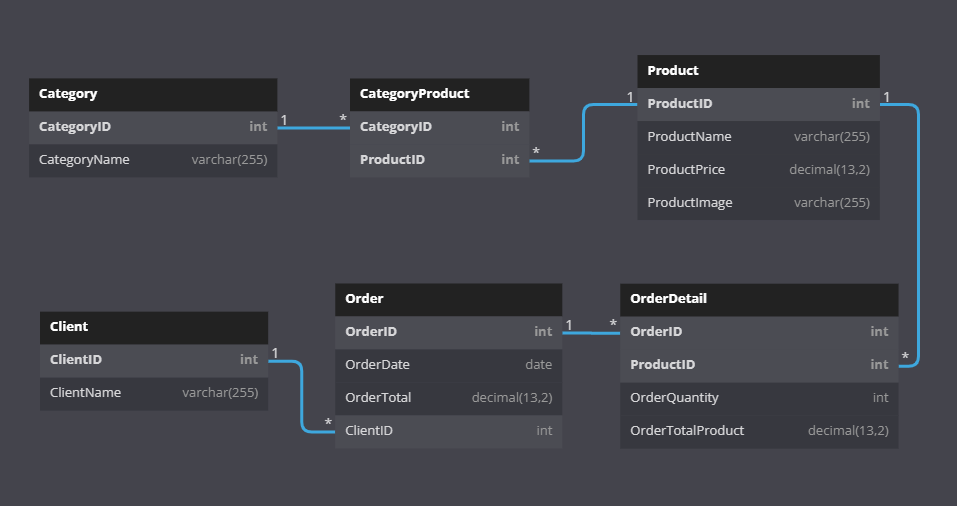 Category
CategoryID int
CategoryName varchar(255)
1 *
CategoryProduct
CategoryID int
ProductID int
* 1
Product
ProductID int
ProductName varchar(255)
ProductPrice decimal(13,2)
ProductImage varchar(255)
1
Client
ClientID int
ClientName varchar(255)
1
*
Order
OrderID int
OrderDate date
OrderTotal decimal(13,2)
ClientID int
1 *
OrderDetail
OrderID int
ProductID int
OrderQuantity int
OrderTotalProduct decimal(13,2)
*